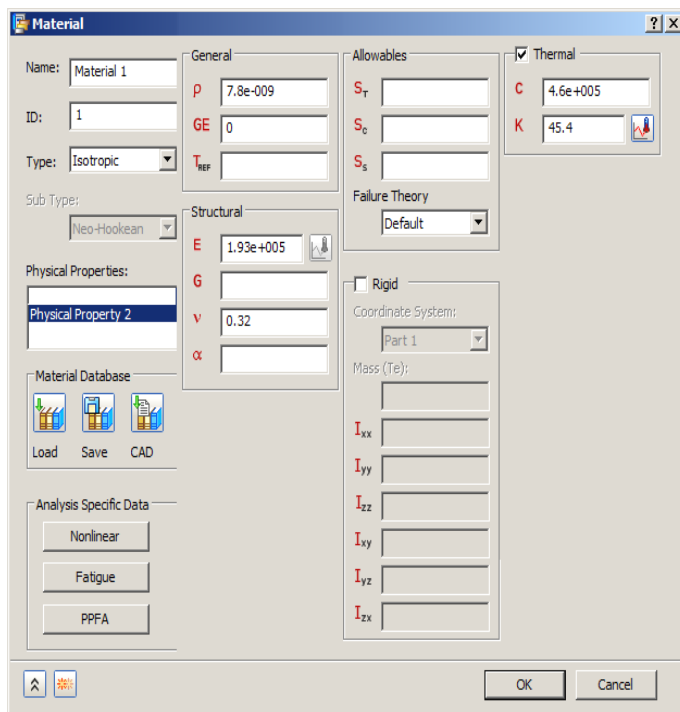 Material
Name: Material 1
ID: 1
Type: Isotropic
Sub Type:
Neo-Hookean
Physical Properties:
Physical Property 2
Material Database
Load Save CAD
Analysis Specific Data
Nonlinear
Fatigue
PPFA
General
ρ 7.8e-009
GE 0
TREF
Structural
E 1.93e+005
G
ν 0.32
α
Allowables
ST
Sc
Ss
Failure Theory
Default
Rigid
Coordinate System:
Part 1
Mass (Te):
Ixx
Iyy
Izz
Ixy
Iyz
Izx
Thermal
C 4.6e+005
K 45.4
OK Cancel